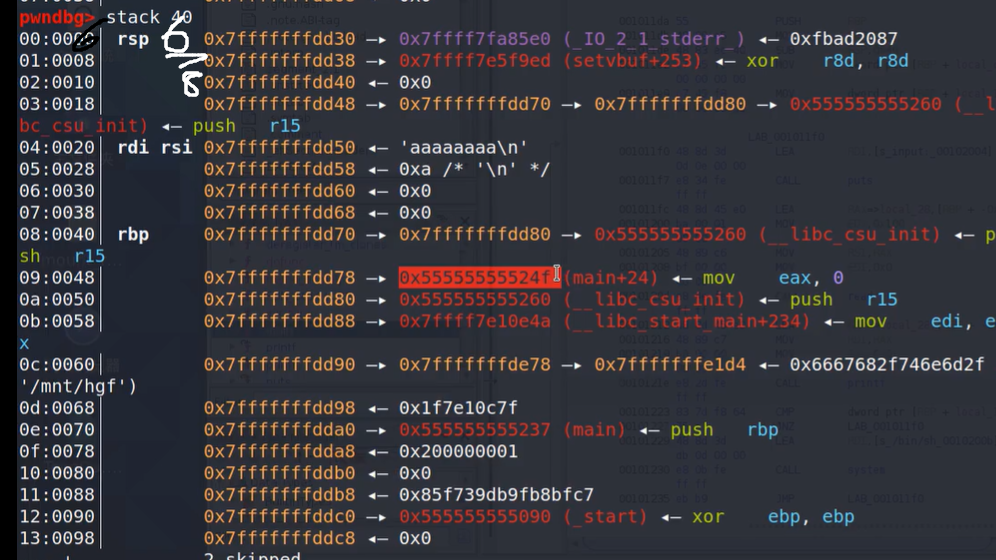 pwndbg> stack 40
00:0000│ rsp 0x7fffffffdd30 —▸ 0x7ffff7fa85e0 (_IO_2_1_stderr_) ◂— 0xfbad2087
6
8
01:0008│ 0x7fffffffdd38 —▸ 0x7ffff7e5f9ed (setvbuf+253) ◂— xor r8d, r8d
02:0010│ 0x7fffffffdd40 ◂— 0x0
03:0018│ 0x7fffffffdd48 —▸ 0x7fffffffdd70 —▸ 0x7fffffffdd80 —▸ 0x555555555260 (__l
bc_csu_init) ◂— push r15
04:0020│ rdi rsi 0x7fffffffdd50 ◂— 'aaaaaaaa\n'
05:0028│ 0x7fffffffdd58 ◂— 0xa /* '\n' */
06:0030│ 0x7fffffffdd60 ◂— 0x0
07:0038│ 0x7fffffffdd68 ◂— 0x0
08:0040│ rbp 0x7fffffffdd70 —▸ 0x7fffffffdd80 —▸ 0x555555555260 (__libc_csu_init) ◂— p
sh r15
09:0048│ 0x7fffffffdd78 —▸ 0x55555555524f (main+24) ◂— mov eax, 0
0a:0050│ 0x7fffffffdd80 —▸ 0x555555555260 (__libc_csu_init) ◂— push r15
0b:0058│ 0x7fffffffdd88 —▸ 0x7ffff7e10e4a (__libc_start_main+234) ◂— mov edi, e
x
0c:0060│ 0x7fffffffdd90 —▸ 0x7fffffffde78 —▸ 0x7fffffffe1d4 ◂— 0x6667682f746e6d2f
'/mnt/hgf')
0d:0068│ 0x7fffffffdd98 ◂— 0x1f7e10c7f
0e:0070│ 0x7fffffffdda0 —▸ 0x555555555237 (main) ◂— push rbp
0f:0078│ 0x7fffffffdda8 ◂— 0x200000001
10:0080│ 0x7fffffffddb0 ◂— 0x0
11:0088│ 0x7fffffffddb8 ◂— 0x85f739db9fb8bfc7
12:0090│ 0x7fffffffddc0 —▸ 0x555555555090 (_start) ◂— xor ebp, ebp
13:0098│ 0x7fffffffddc8 ◂— 0x0
2 skipped